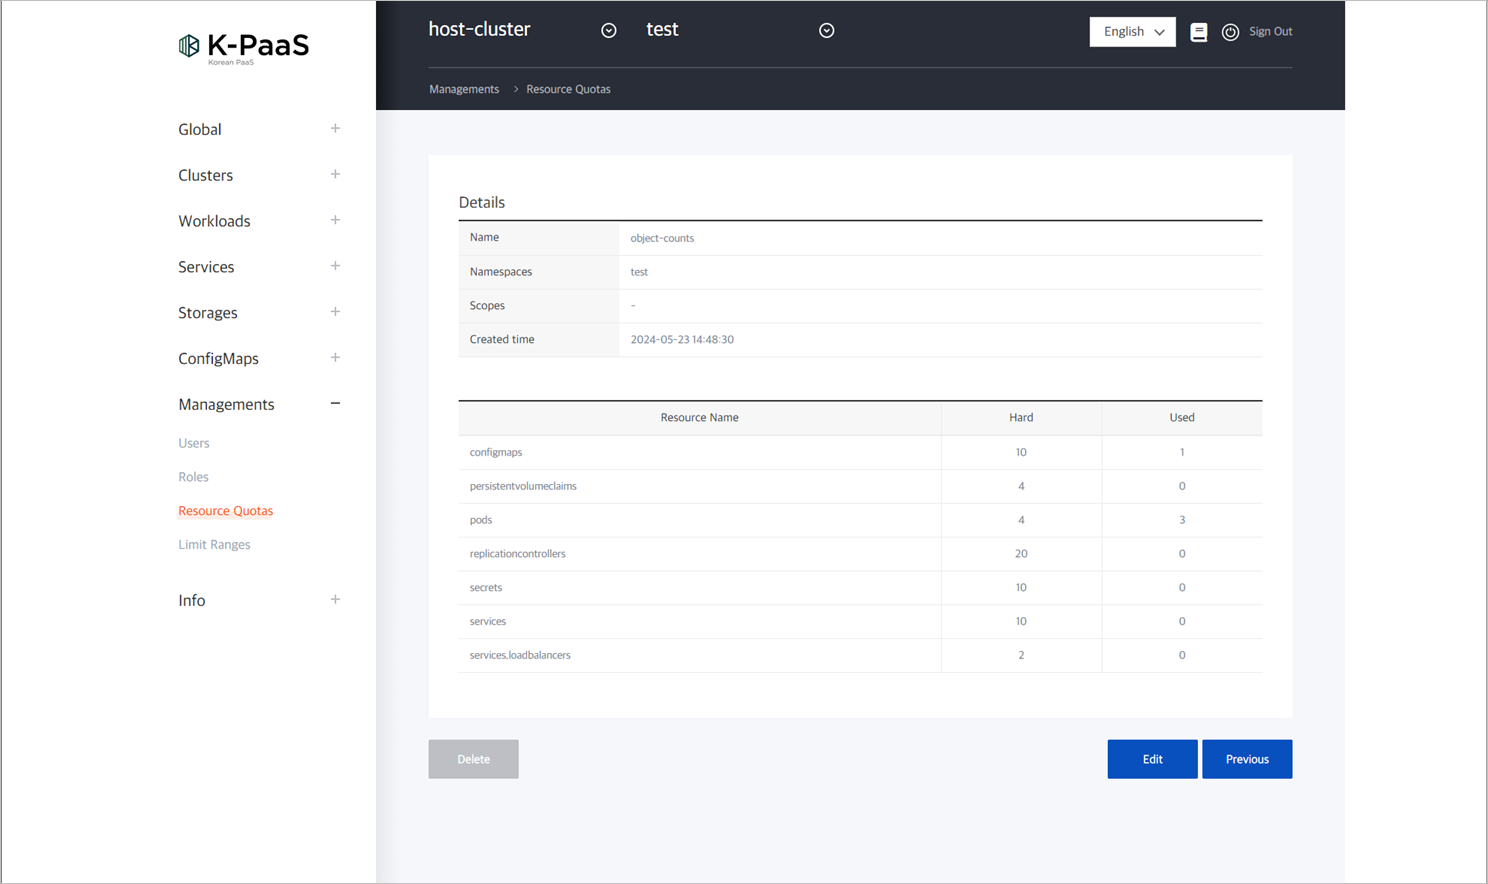 K-PaaS
Korean PaaS
host-cluster
test
English
Sign Out
Managements > Resource Quotas
Global +
Clusters +
Workloads +
Services +
Storages +
ConfigMaps +
Managements −
Users
Roles
Resource Quotas
Limit Ranges
Info +
Details
Name object-counts
Namespaces test
Scopes -
Created time 2024-05-23 14:48:30
Resource Name Hard Used
configmaps 10 1
persistentvolumeclaims 4 0
pods 4 3
replicationcontrollers 20 0
secrets 10 0
services 10 0
services.loadbalancers 2 0
Delete
Edit
Previous